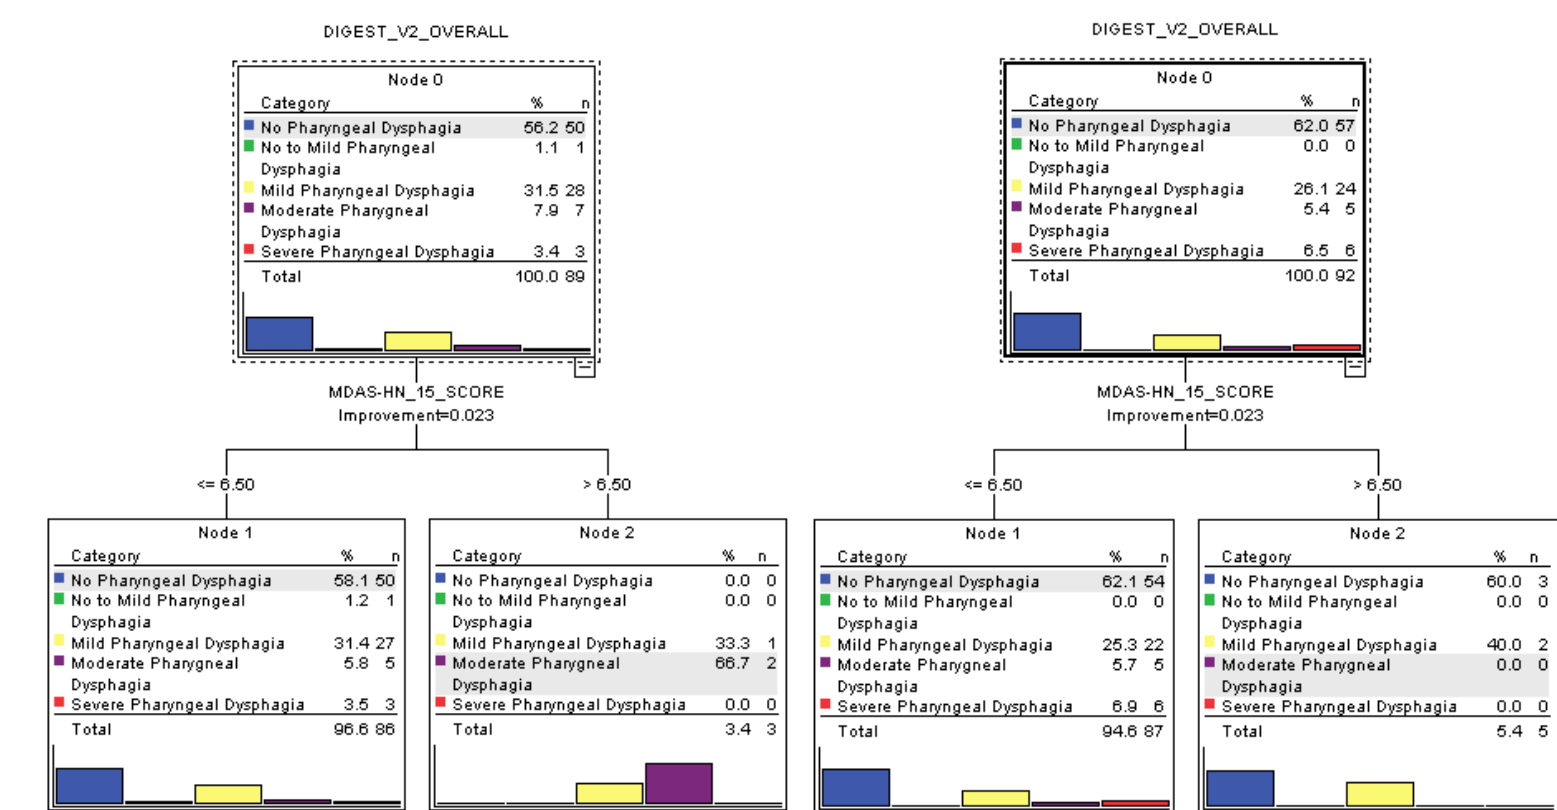 DIGEST_V2_OVERALL
Node 0
Category % n
No Pharyngeal Dysphagia 56.2 50
No to Mild Pharyngeal 1.1 1
Dysphagia
Mild Pharyngeal Dysphagia 31.5 28
Moderate Pharygneal 7.9 7
Dysphagia
Severe Pharyngeal Dysphagia 3.4 3
Total 100.0 89
MDAS-HN_15_SCORE
Improvement=0.023
<= 6.50
> 6.50
Node 1
Category % n
No Pharyngeal Dysphagia 58.1 50
No to Mild Pharyngeal 1.2 1
Dysphagia
Mild Pharyngeal Dysphagia 31.4 27
Moderate Pharygneal 5.8 5
Dysphagia
Severe Pharyngeal Dysphagia 3.5 3
Total 96.6 86
Node 2
Category % n
No Pharyngeal Dysphagia 0.0 0
No to Mild Pharyngeal 0.0 0
Dysphagia
Mild Pharyngeal Dysphagia 33.3 1
Moderate Pharygneal 66.7 2
Dysphagia
Severe Pharyngeal Dysphagia 0.0 0
Total 3.4 3
DIGEST_V2_OVERALL
Node 0
Category % n
No Pharyngeal Dysphagia 62.0 57
No to Mild Pharyngeal 0.0 0
Dysphagia
Mild Pharyngeal Dysphagia 26.1 24
Moderate Pharygneal 5.4 5
Dysphagia
Severe Pharyngeal Dysphagia 6.5 6
Total 100.0 92
MDAS-HN_15_SCORE
Improvement=0.023
<= 6.50
> 6.50
Node 1
Category % n
No Pharyngeal Dysphagia 62.1 54
No to Mild Pharyngeal 0.0 0
Dysphagia
Mild Pharyngeal Dysphagia 25.3 22
Moderate Pharygneal 5.7 5
Dysphagia
Severe Pharyngeal Dysphagia 6.9 6
Total 94.6 87
Node 2
Category % n
No Pharyngeal Dysphagia 60.0 3
No to Mild Pharyngeal 0.0 0
Dysphagia
Mild Pharyngeal Dysphagia 40.0 2
Moderate Pharygneal 0.0 0
Dysphagia
Severe Pharyngeal Dysphagia 0.0 0
Total 5.4 5